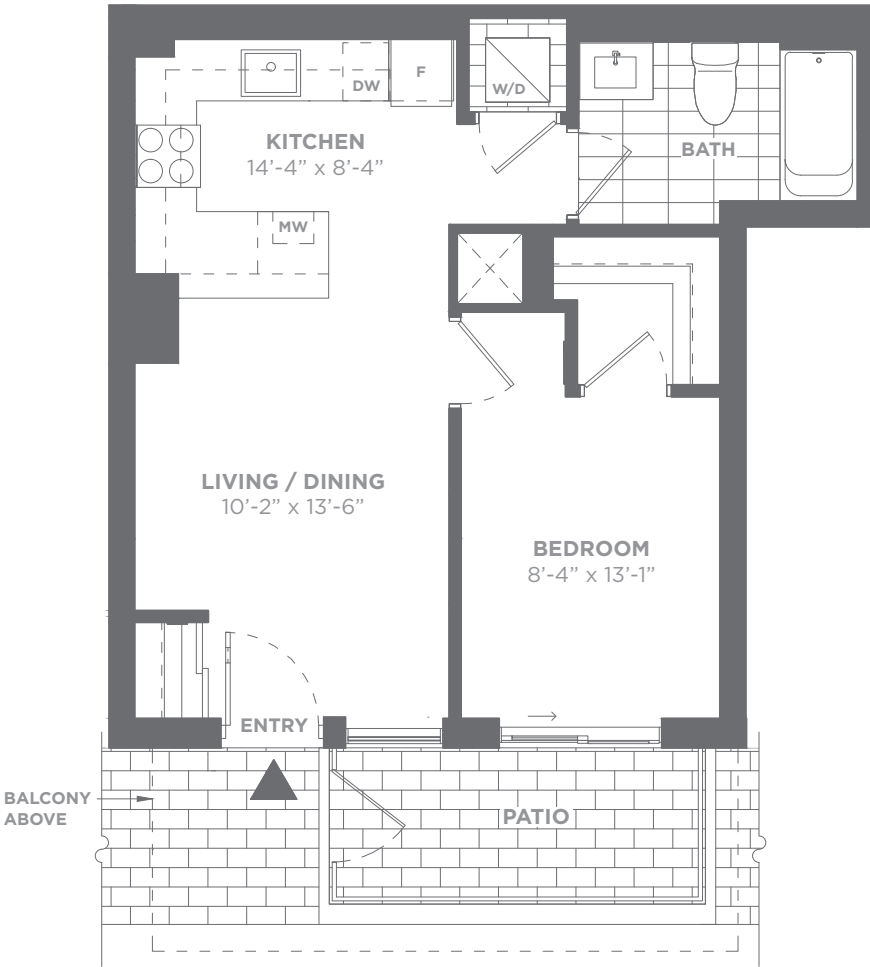 DW
F
W/D
KITCHEN
14’-4” x 8’-4”
BATH
MW
LIVING / DINING
10’-2” x 13’-6”
BEDROOM
8’-4” x 13’-1”
ENTRY
BALCONY
ABOVE
PATIO